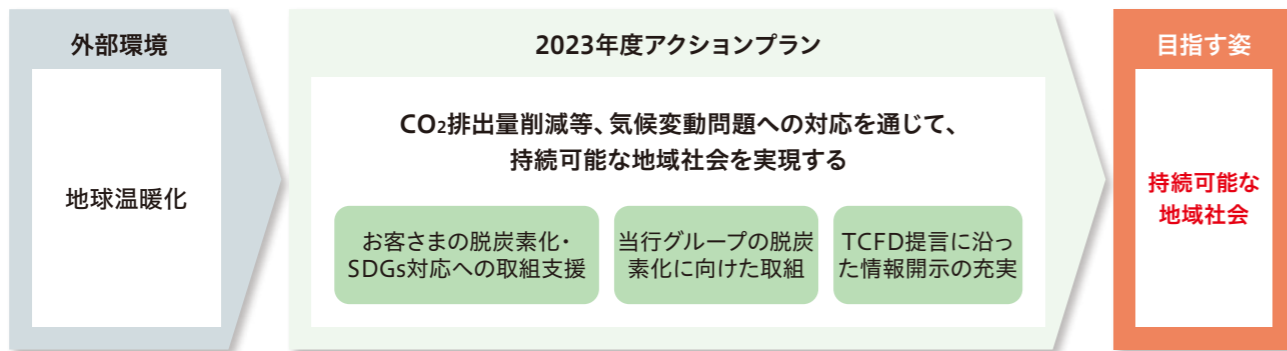 外部環境
地球温暖化
2023年度アクションプラン
CO₂排出量削減等、気候変動問題への対応を通じて、
持続可能な地域社会を実現する
お客さまの脱炭素化・
SDGs対応への取組支援
当行グループの脱炭
素化に向けた取組
TCFD提言に沿っ
た情報開示の充実
目指す姿
持続可能な
地域社会